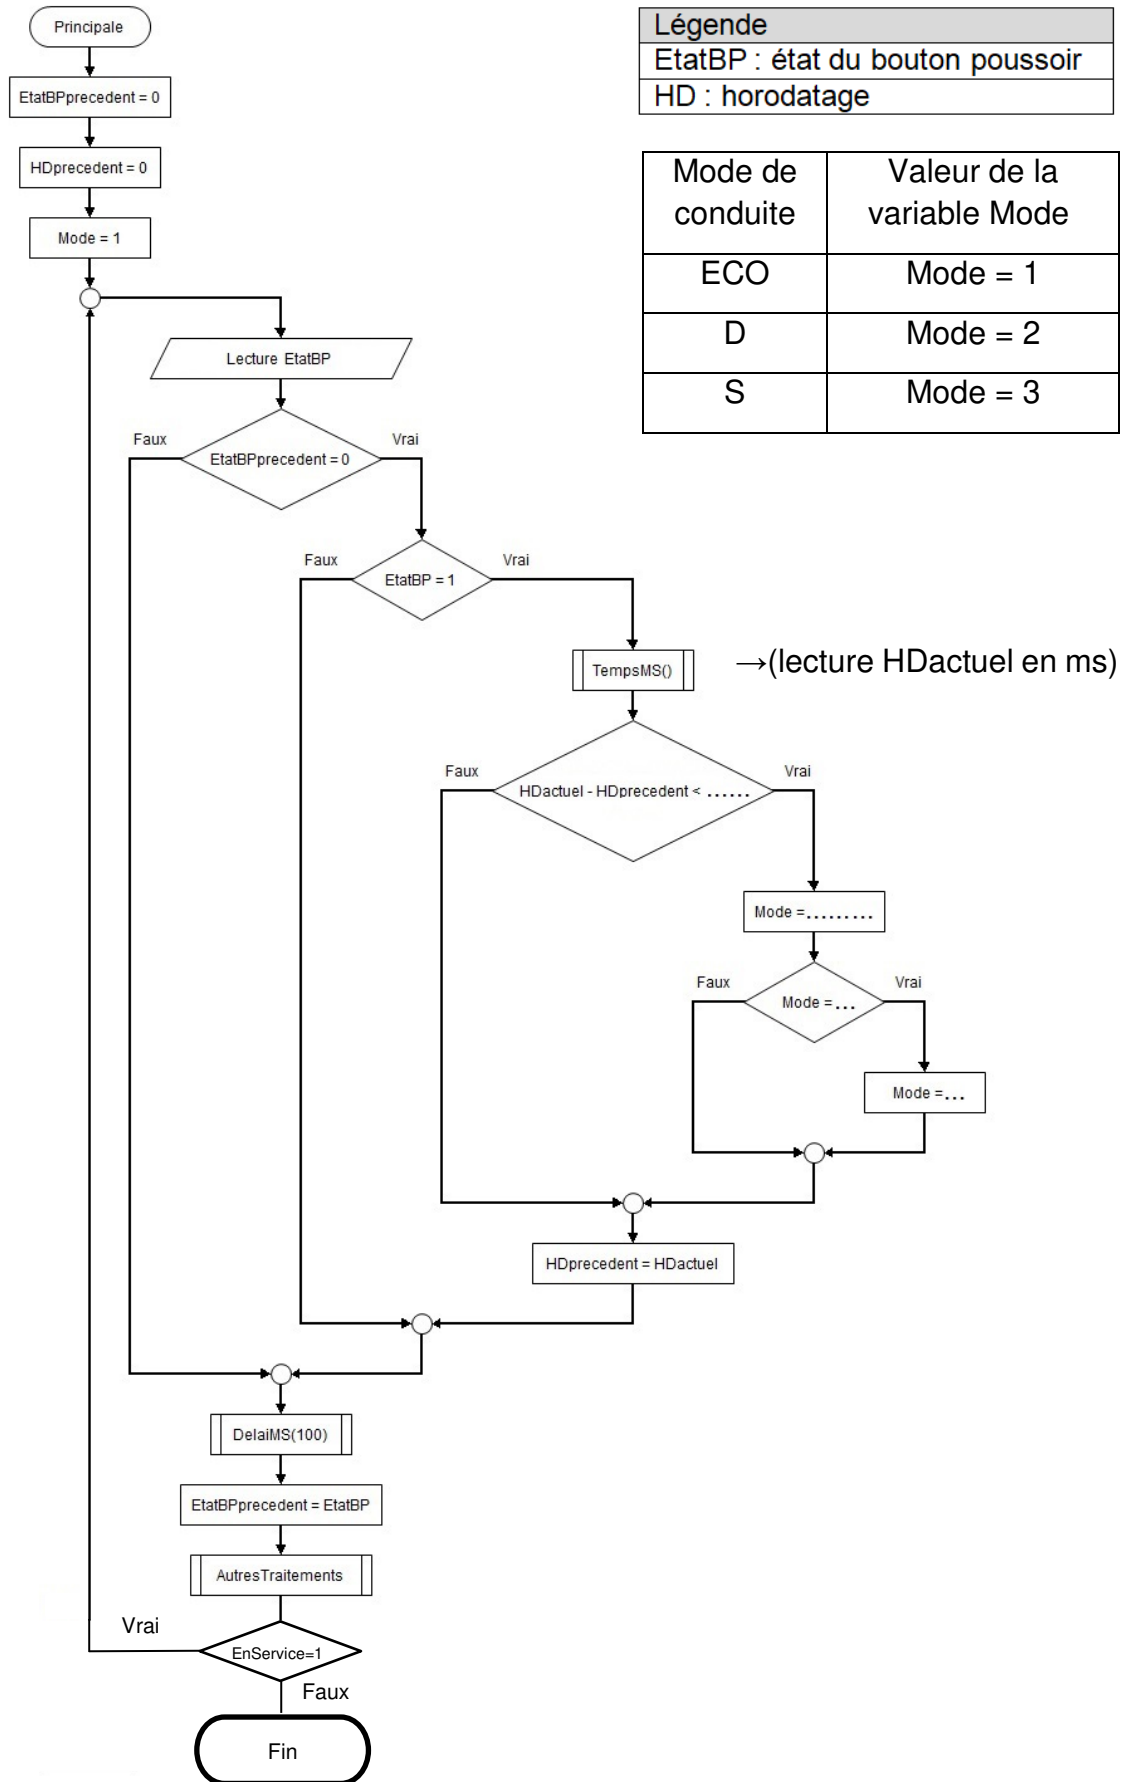 Principale
EtatBPprecedent = 0
HDprecedent = 0
Mode = 1
Légende
EtatBP : état du bouton poussoir
HD : horodatage
Mode de conduite
Valeur de la variable Mode
ECO
Mode = 1
D
Mode = 2
S
Mode = 3
Lecture EtatBP
Faux
EtatBPprecedent = 0
Vrai
Faux
EtatBP = 1
Vrai
TempsMS()
→(lecture HDactuel en ms)
Faux
HDactuel - HDprecedent < ......
Vrai
Mode =.........
Faux
Mode =...
Vrai
Mode =...
HDprecedent = HDactuel
DelaiMS(100)
EtatBPprecedent = EtatBP
AutresTraitements
Vrai
EnService=1
Faux
Fin